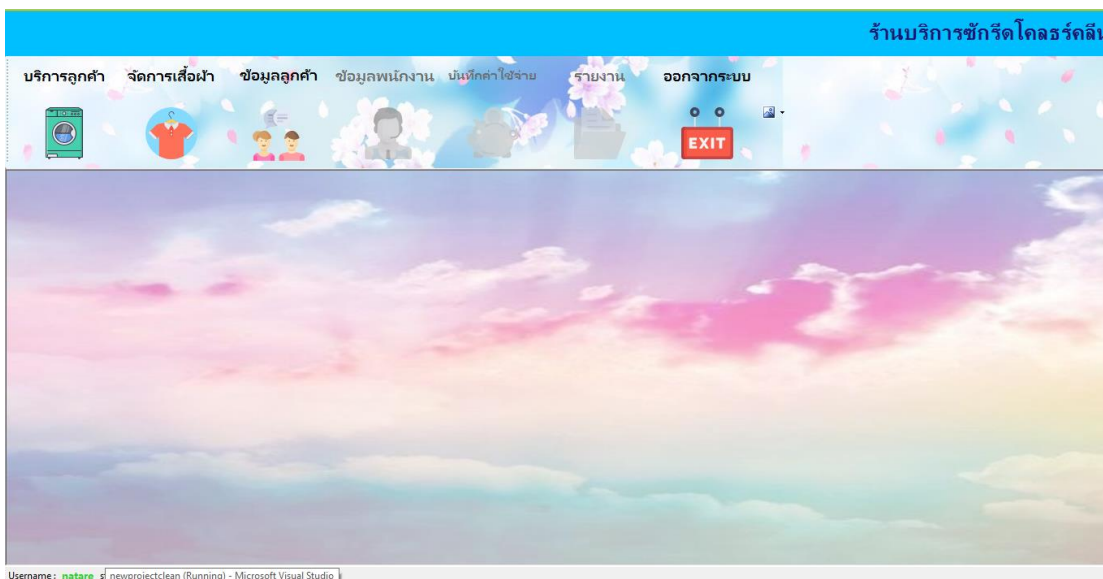 ร้านบริการซักรีดโคลธร์คลีน
บริการลูกค้า จัดการเสื้อผ้า ข้อมูลลูกค้า ข้อมูลพนักงาน บันทึกค่าใช้จ่าย รายงาน ออกจากระบบ
EXIT
Username : natare s newprojectclean (Running) - Microsoft Visual Studio